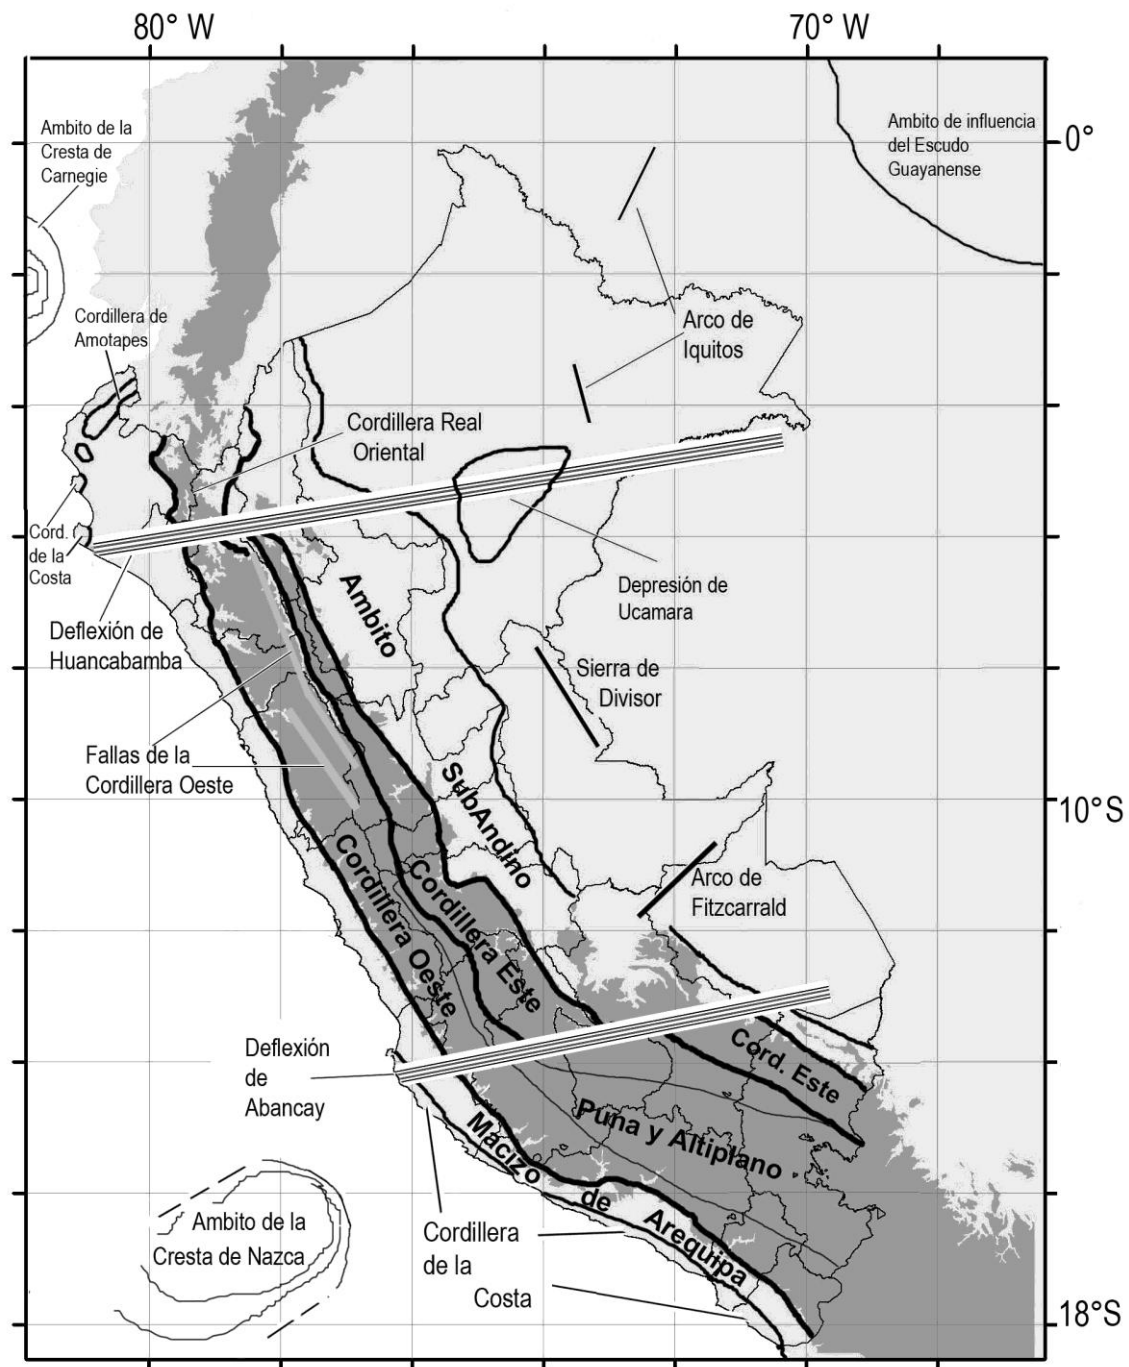 80° W
70° W
Ambito de la
Cresta de
Carnegie
Ambito de influencia
del Escudo
Guayanense
0°
Cordillera de
Amotapes
Arco de
Iquitos
Cordillera Real
Oriental
Cord.
de la
Costa
Depresión de
Ucamara
Deflexión de
Huancabamba
Ambito
SubAndino
Sierra de
Divisor
Fallas de la
Cordillera Oeste
10°S
Cordillera Oeste
Cordillera Este
Arco de
Fitzcarrald
Deflexión
de
Abancay
Cord. Este
Puna y Altiplano
Macizo de Arequipa
Ambito de la
Cresta de Nazca
Cordillera
de la
Costa
18°S